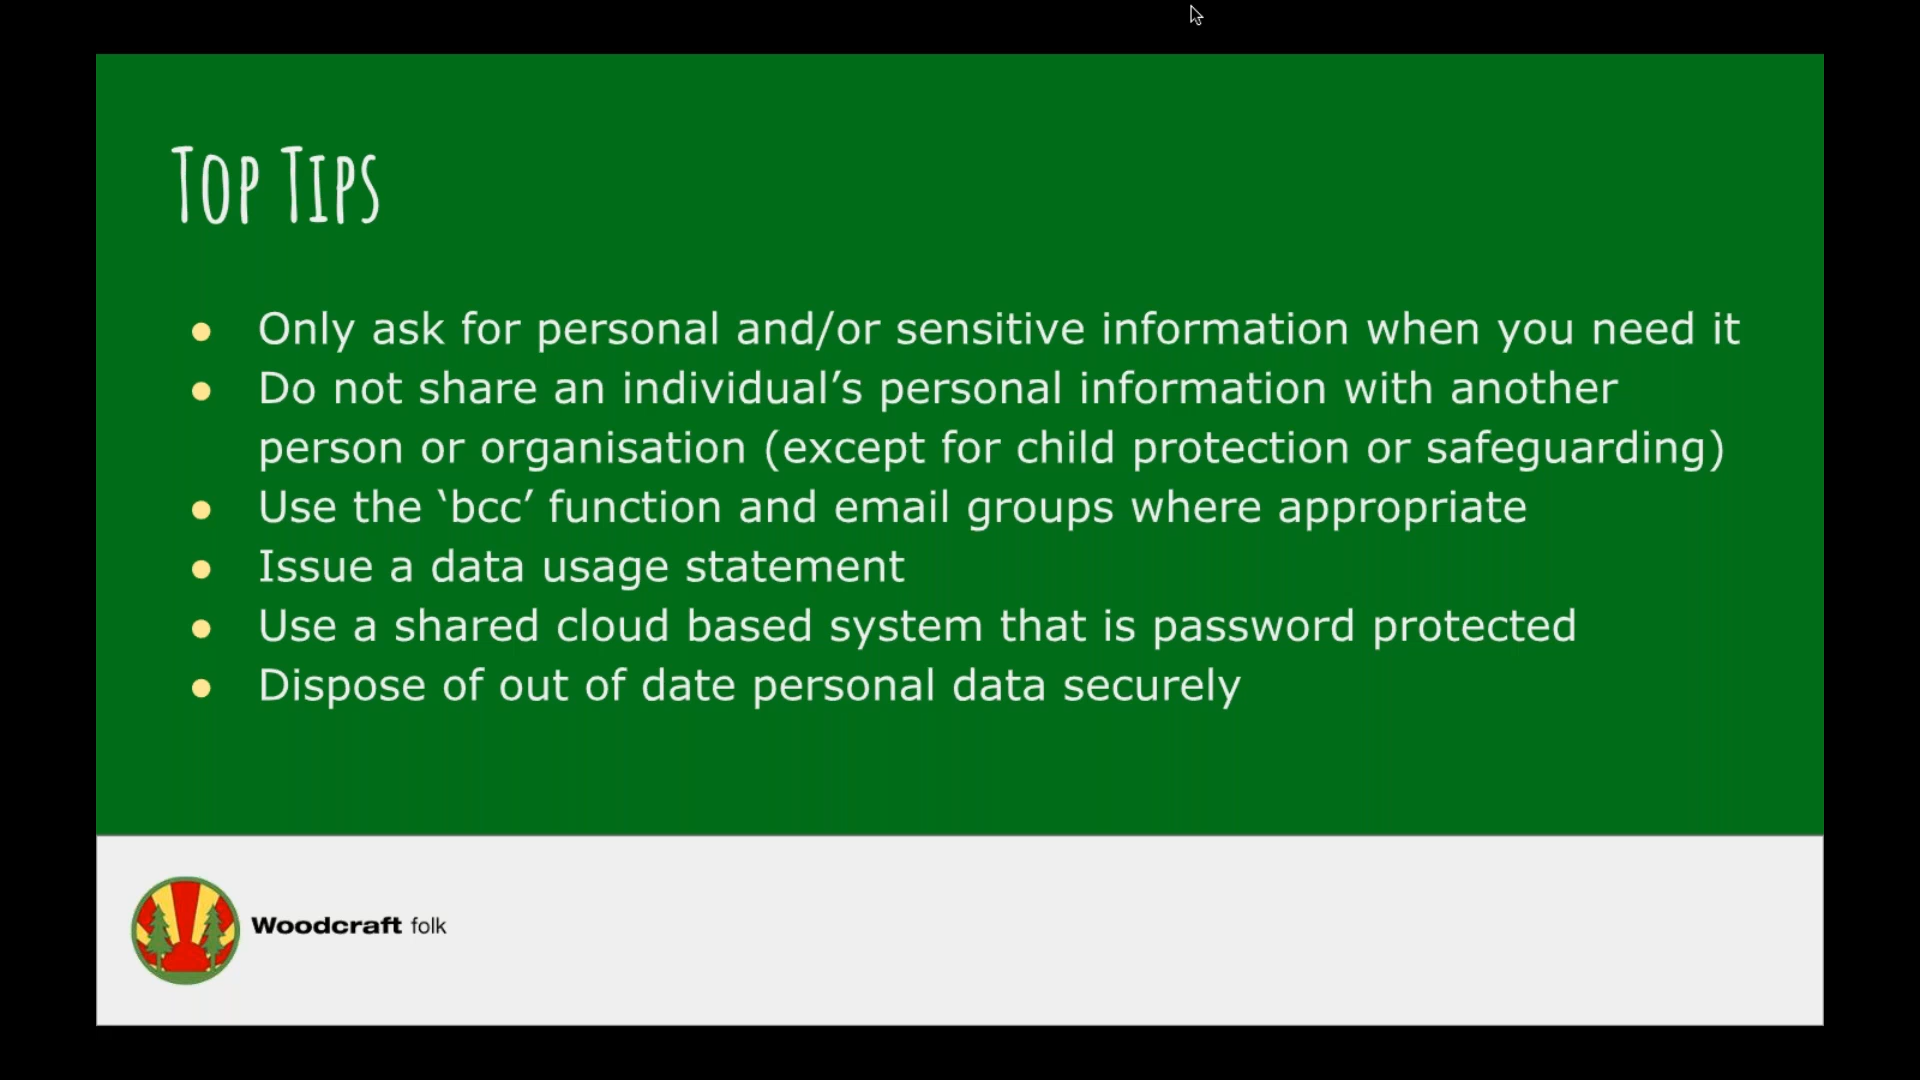 Top Tips
● Only ask for personal and/or sensitive information when you need it
● Do not share an individual’s personal information with another
person or organisation (except for child protection or safeguarding)
● Use the ‘bcc’ function and email groups where appropriate
● Issue a data usage statement
● Use a shared cloud based system that is password protected
● Dispose of out of date personal data securely
Woodcraft folk